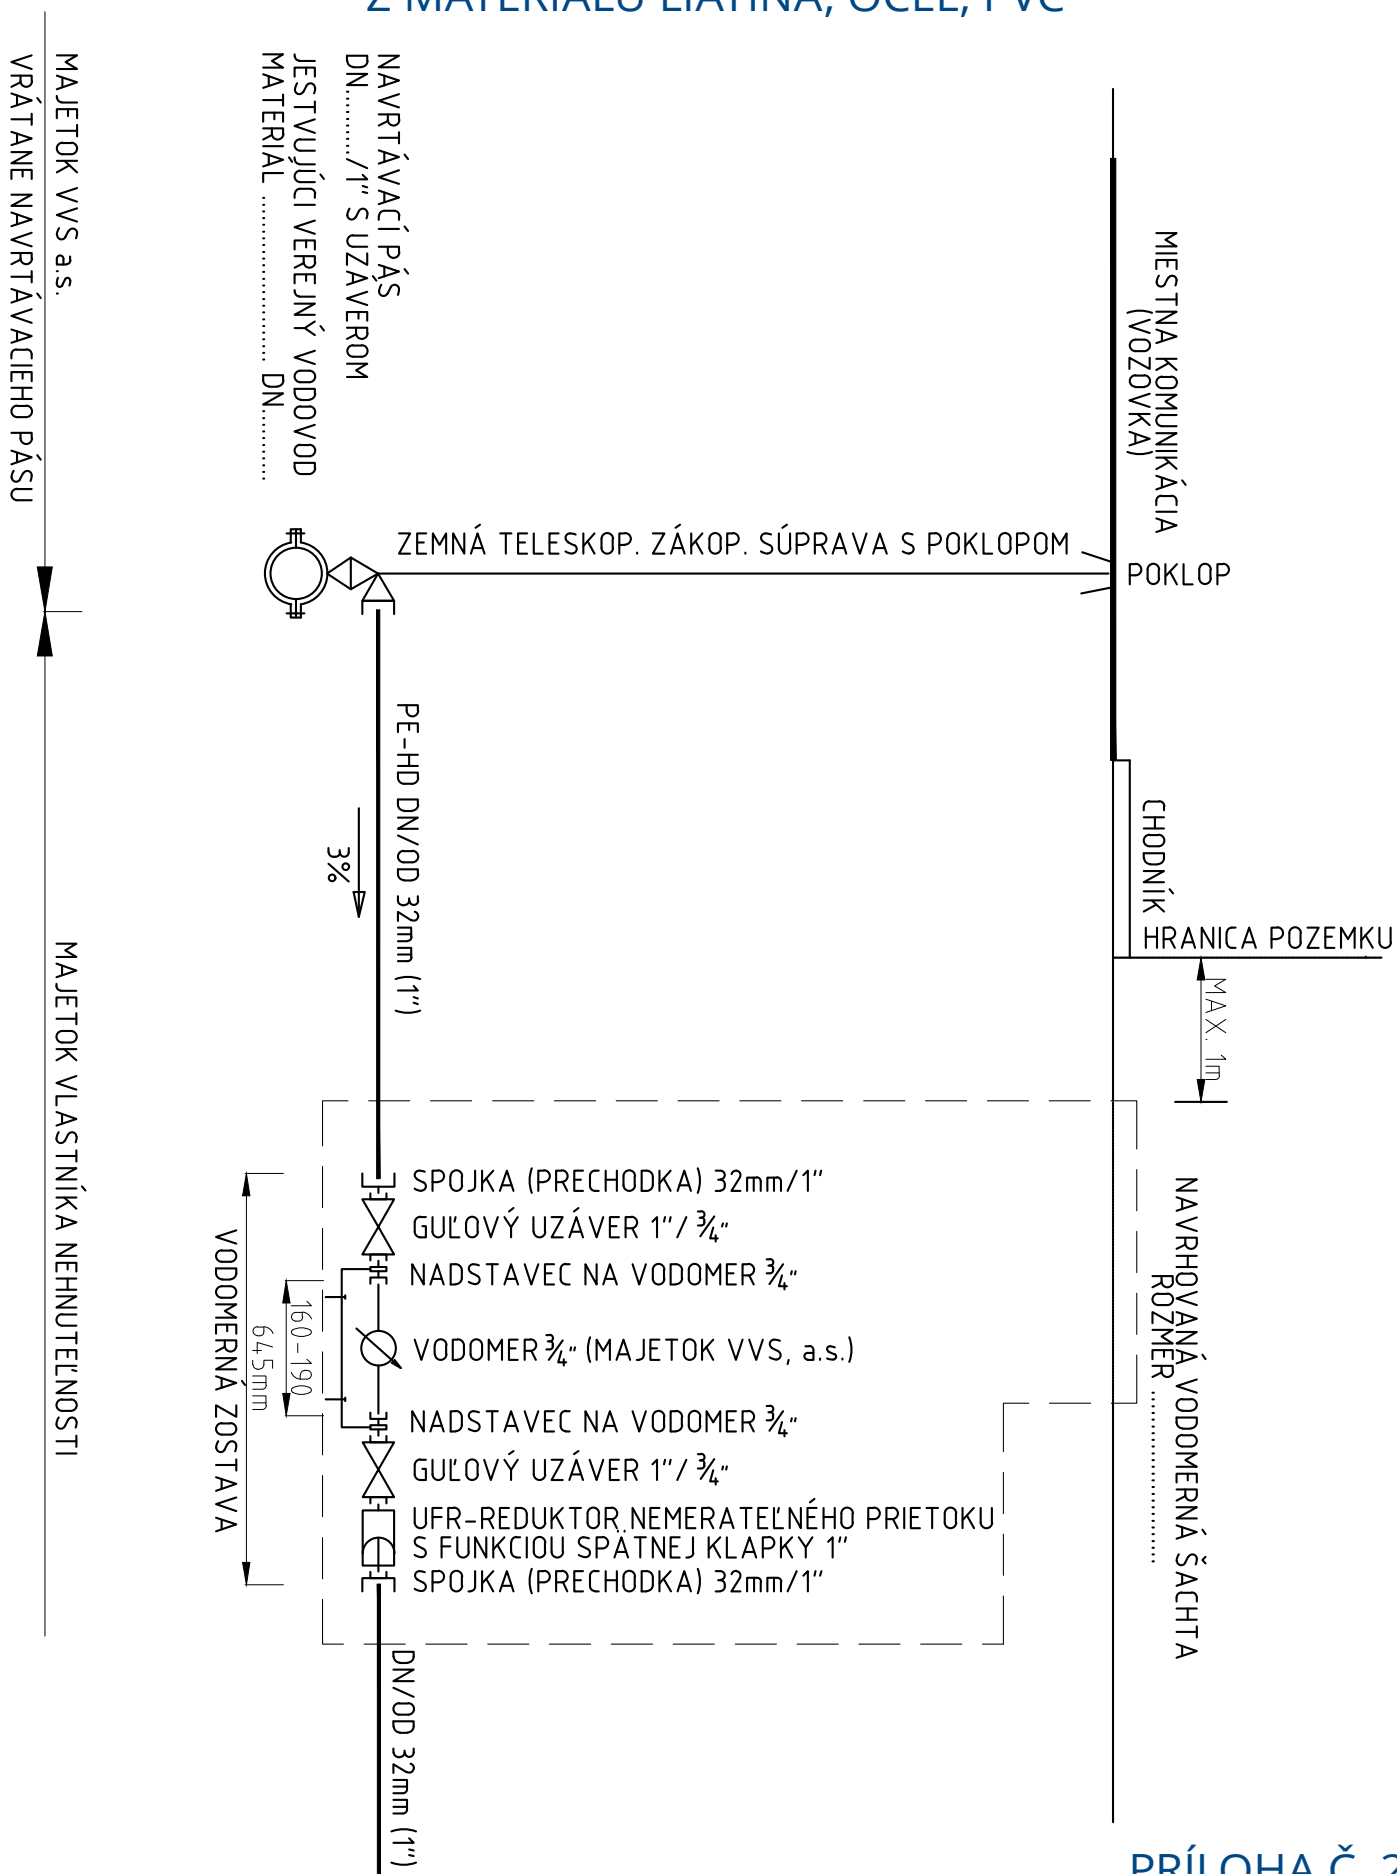 Z MATERIÁLU LIATINA, OCEĽ, PVC
MIESTNA KOMUNIKÁCIA
(VOZOVKA)
POKLOP
CHODNÍK
HRANICA POZEMKU
MAX. 1m
NAVRHOVANÁ VODOMERNÁ ŠACHTA
ROZMER ........................
ZEMNÁ TELESKOP. ZÁKOP. SÚPRAVA S POKLOPOM
NAVRTÁVACÍ PÁS
DN........./1" S UZÁVEROM
JESTVUJÚCI VEREJNÝ VODOVOD
MATERIÁL ........................ DN..........
PE-HD DN/OD 32mm (1")
3%
SPOJKA (PRECHODKA) 32mm/1"
GUĽOVÝ UZÁVER 1"/ ¾"
NADSTAVEC NA VODOMER ¾"
VODOMER ¾" (MAJETOK VVS, a.s.)
NADSTAVEC NA VODOMER ¾"
GUĽOVÝ UZÁVER 1"/ ¾"
UFR-REDUKTOR NEMERATEĽNÉHO PRIETOKU
S FUNKCIOU SPÄTNEJ KLAPKY 1"
SPOJKA (PRECHODKA) 32mm/1"
160-190
645mm
VODOMERNÁ ZOSTAVA
DN/OD 32mm (1")
MAJETOK VVS a.s.
VRÁTANE NAVRTÁVACIEHO PÁSU
MAJETOK VLASTNÍKA NEHNUTEĽNOSTI
PRÍLOHA Č. 2